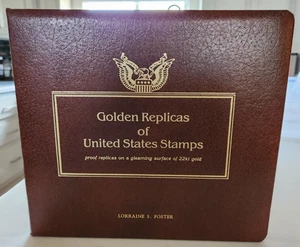 Golden Replicas
of
United States Stamps
proof replicas on a gleaming surface of 22kt gold
LORRAINE S. FOSTER